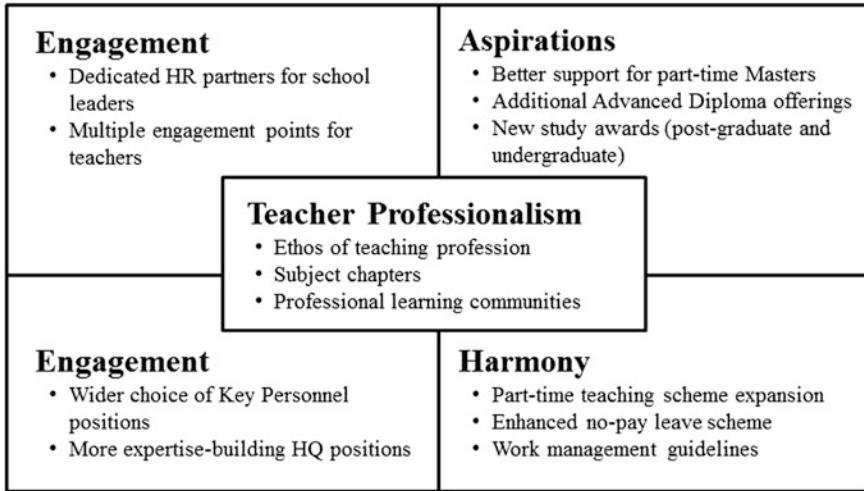 Engagement
• Dedicated HR partners for school
leaders
• Multiple engagement points for
teachers
Aspirations
• Better support for part-time Masters
• Additional Advanced Diploma offerings
• New study awards (post-graduate and
undergraduate)
Teacher Professionalism
• Ethos of teaching profession
• Subject chapters
• Professional learning communities
Engagement
• Wider choice of Key Personnel
positions
• More expertise-building HQ positions
Harmony
• Part-time teaching scheme expansion
• Enhanced no-pay leave scheme
• Work management guidelines